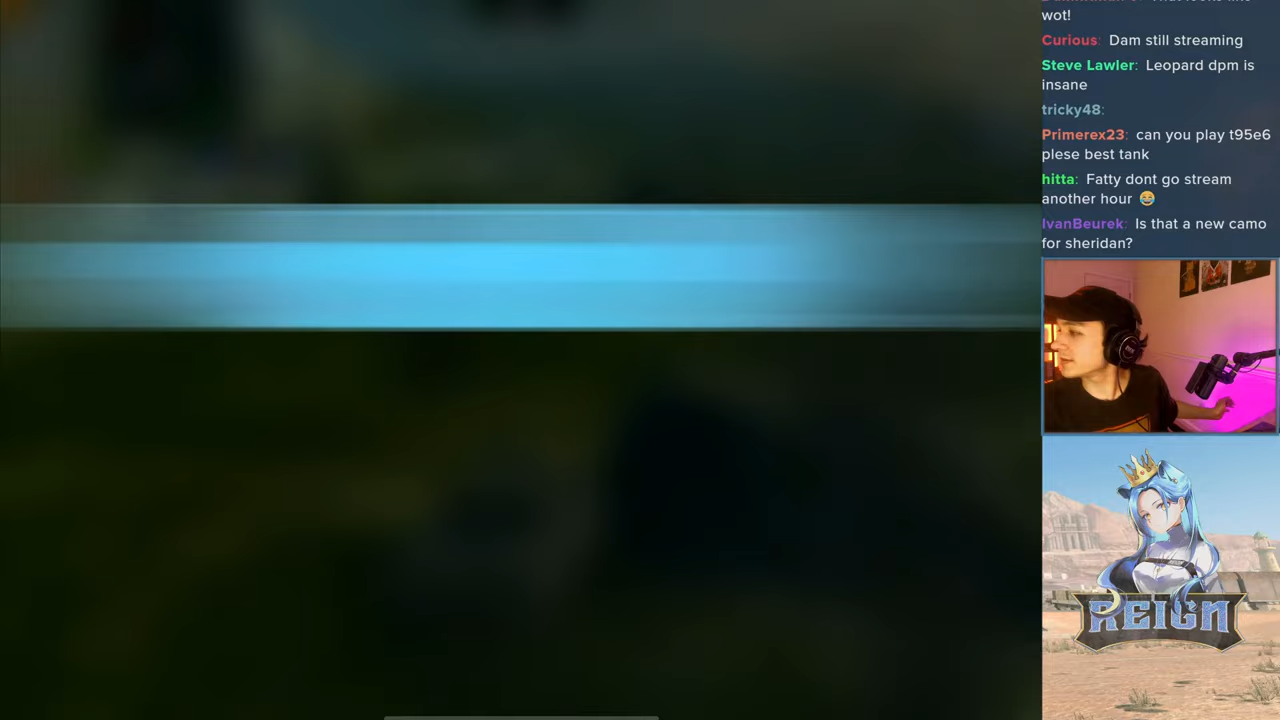 wot!
Curious: Dam still streaming
Steve Lawler: Leopard dpm is
insane
tricky48:
Primerex23: can you play t95e6
plese best tank
hitta: Fatty dont go stream
another hour 😂
IvanBeurek: Is that a new camo
for sheridan?
REIGN